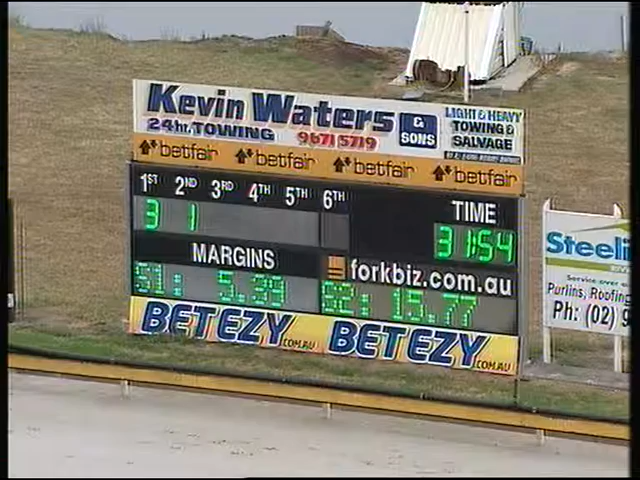 Kevin Waters & SONS
24hr. TOWING 9671 5719
LIGHT & HEAVY
TOWING &
SALVAGE
betfair betfair betfair betfair
1ST 2ND 3RD 4TH 5TH 6TH
3 1
TIME
31:54
MARGINS
forkbiz.com.au
S1: 5.39 S2: 15.77
BETEZY.COM.AU BETEZY.COM.AU
Steeli
Service over
Purlins, Roofing
Ph: (02) 9